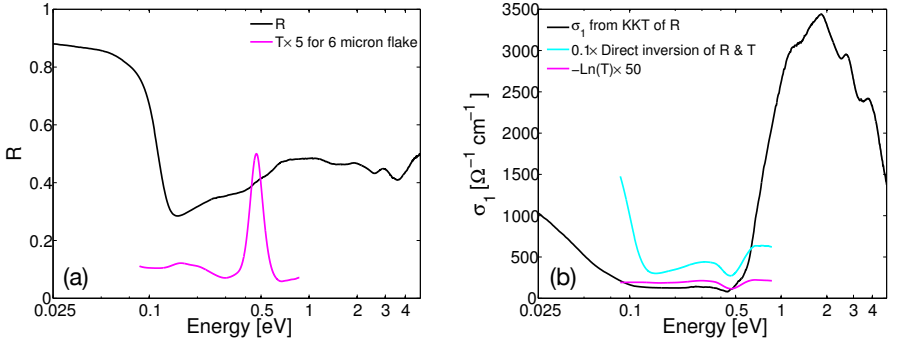 R
T× 5 for 6 micron flake
1
0.8
0.6
0.4
0.2
0
R
(a)
0.025 0.1 0.5 1 2 3 4
Energy [eV]
σ1 from KKT of R
0.1× Direct inversion of R & T
−Ln(T)× 50
3500
3000
2500
2000
1500
1000
500
0
σ1 [Ω−1 cm−1]
(b)
0.025 0.1 0.5 1 2 3 4
Energy [eV]